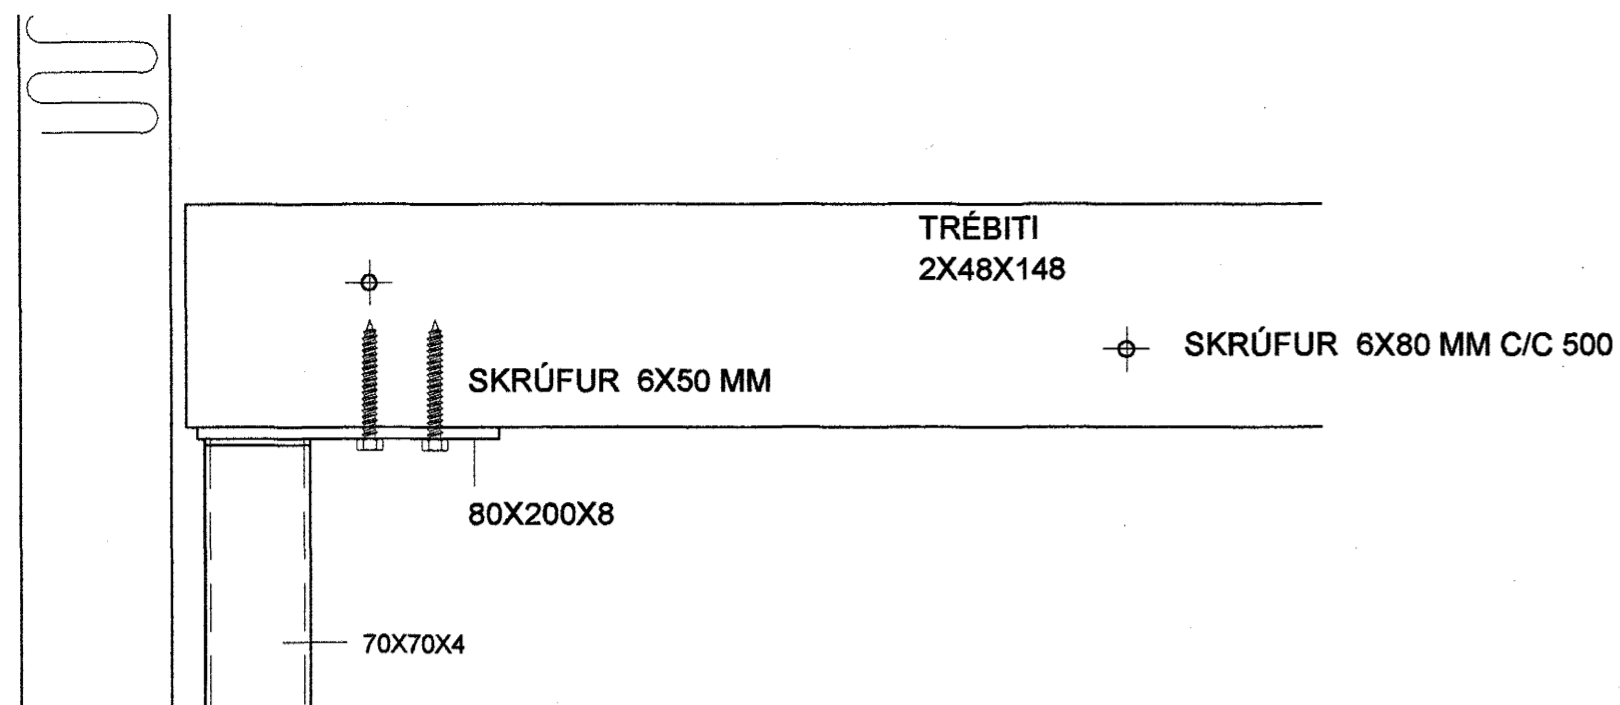 TRÉBITI
2X48X148
SKRÚFUR 6X80 MM C/C 500
SKRÚFUR 6X50 MM
80X200X8
70X70X4